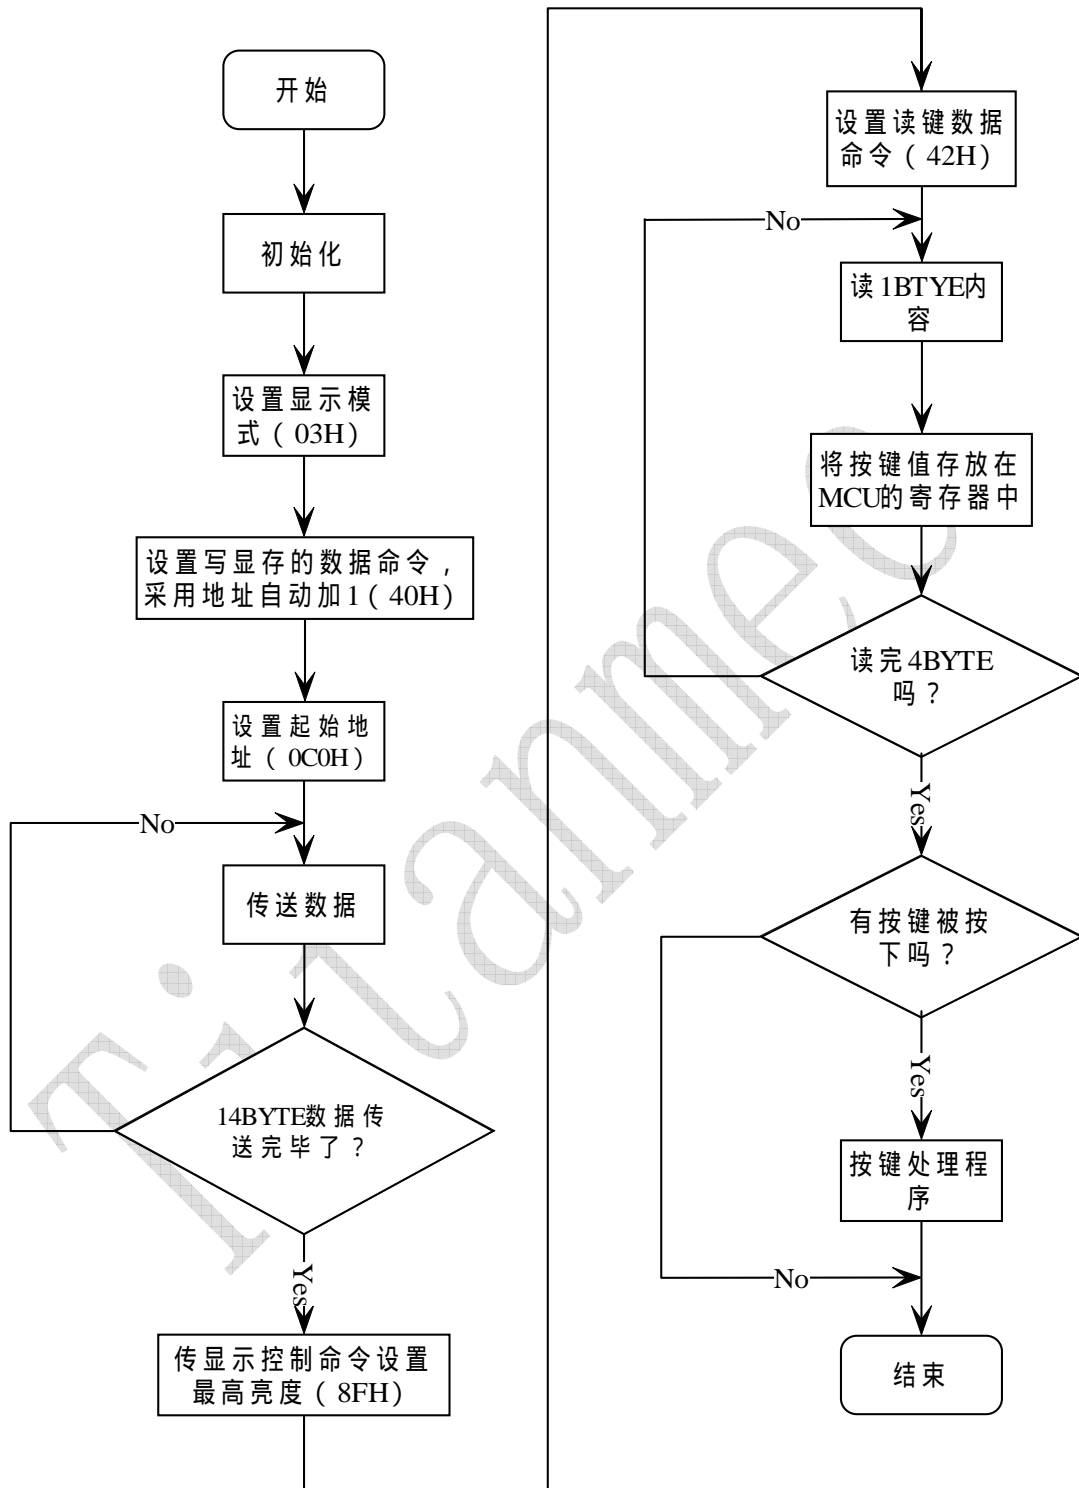 开始
初始化
设置显示模
式（03H）
设置写显存的数据命令，
采用地址自动加1（40H）
设置起始地
址（0C0H）
No
传送数据
14BYTE数据传
送完毕了？
Yes
传显示控制命令设置
最高亮度（8FH）
设置读键数据
命令（42H）
No
读1BTYE内
容
将按键值存放在
MCU的寄存器中
读完4BYTE
吗？
Yes
有按键被按
下吗？
Yes
按键处理程
序
No
结束
Titanmec